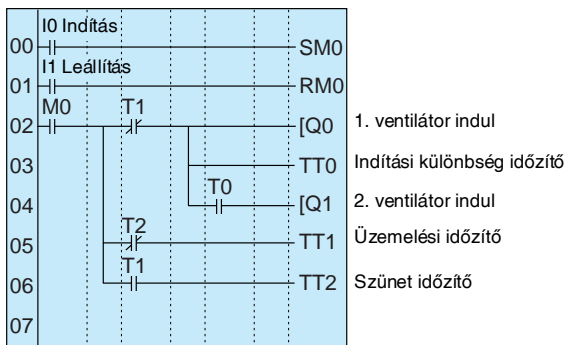 I0 Indítás
00 SM0
I1 Leállítás
01 RM0
M0 T1
02 [Q0 1. ventilátor indul
03 TT0 Indítási különbség időzítő
T0
04 [Q1 2. ventilátor indul
T2
05 TT1 Üzemelési időzítő
T1
06 TT2 Szünet időzítő
07